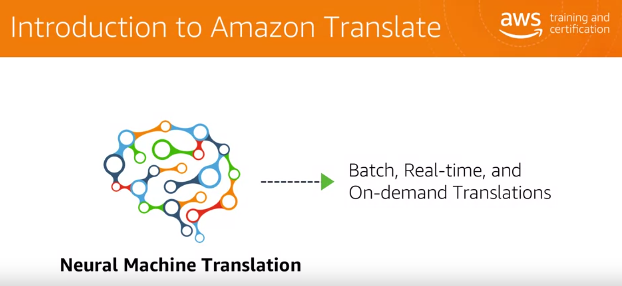 Introduction to Amazon Translate
aws
training and
certification
Batch, Real-time, and
On-demand Translations
Neural Machine Translation